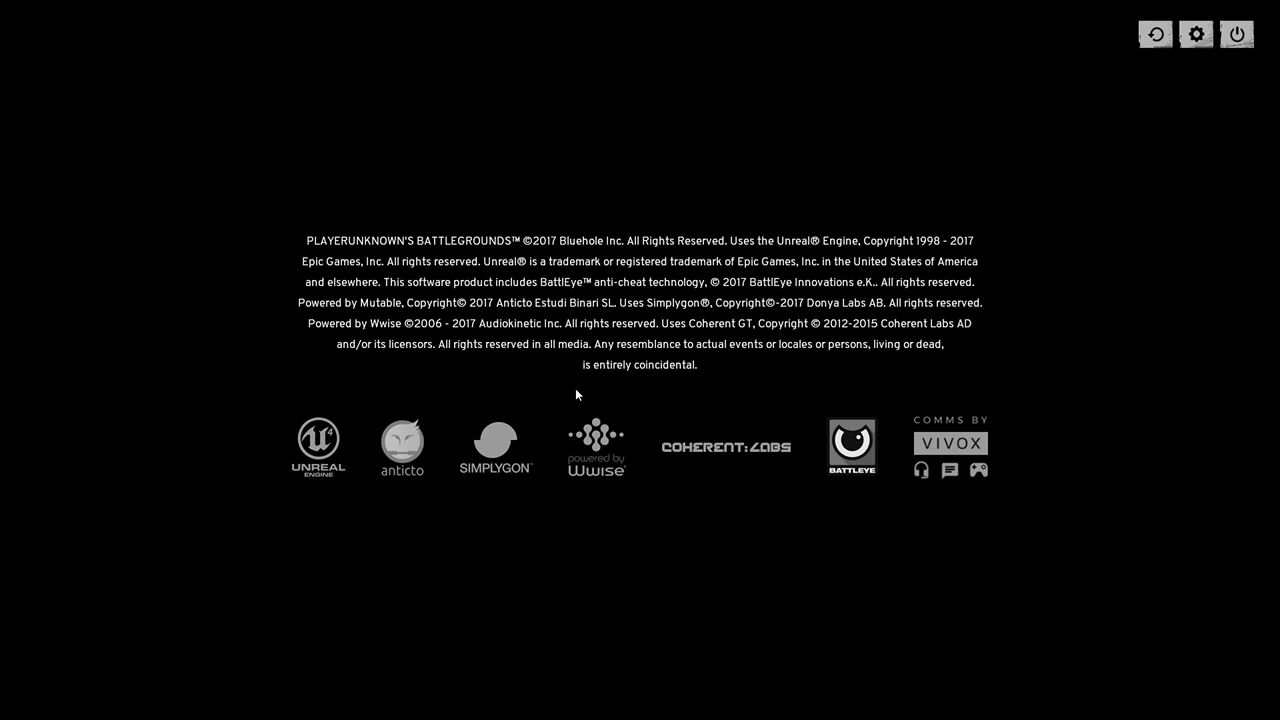 PLAYERUNKNOWN'S BATTLEGROUNDS™ ©2017 Bluehole Inc. All Rights Reserved. Uses the Unreal® Engine, Copyright 1998 - 2017
Epic Games, Inc. All rights reserved. Unreal® is a trademark or registered trademark of Epic Games, Inc. in the United States of America
and elsewhere. This software product includes BattlEye™ anti-cheat technology, © 2017 BattlEye Innovations e.K.. All rights reserved.
Powered by Mutable, Copyright© 2017 Anticto Estudi Binari SL. Uses Simplygon®, Copyright©-2017 Donya Labs AB. All rights reserved.
Powered by Wwise ©2006 - 2017 Audiokinetic Inc. All rights reserved. Uses Coherent GT, Copyright © 2012-2015 Coherent Labs AD
and/or its licensors. All rights reserved in all media. Any resemblance to actual events or locales or persons, living or dead,
is entirely coincidental.
4
UNREAL
ENGINE
anticto
SIMPLYGON™
powered by
Wwise®
COHERENT:LABS
BATTLEYE
COMMS BY
VIVOX